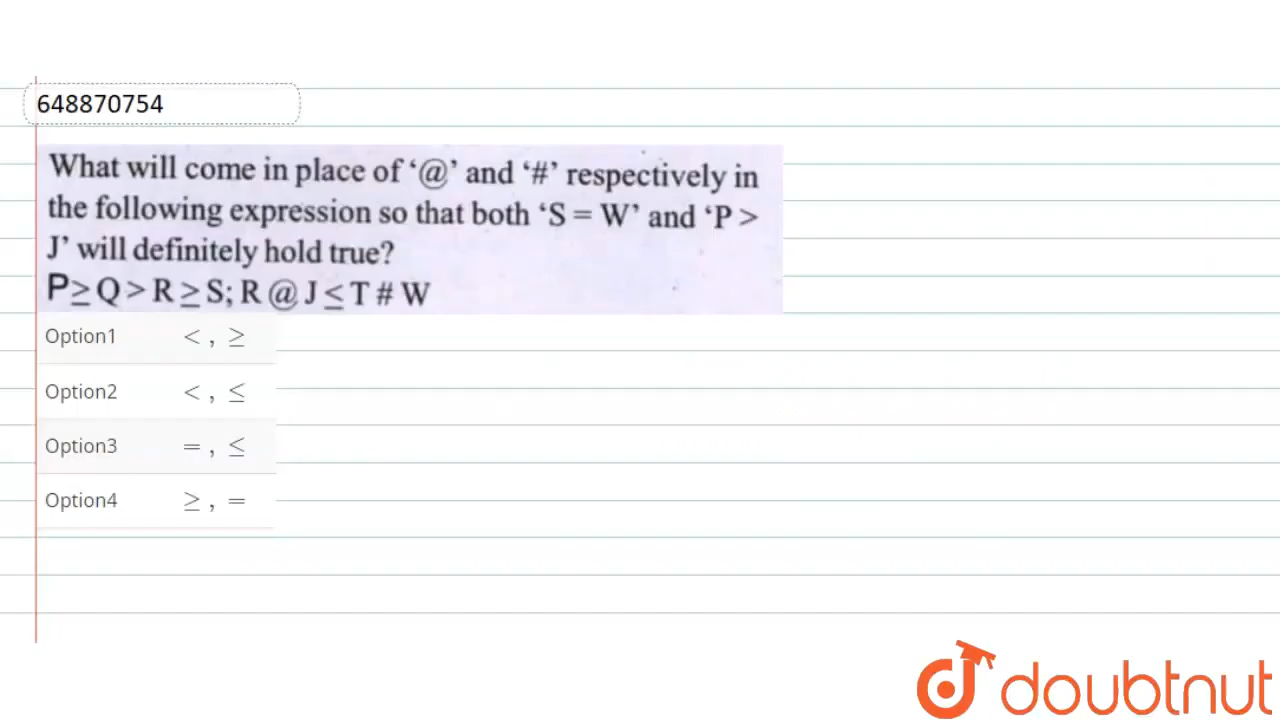 648870754
What will come in place of ‘@’ and ‘#’ respectively in
the following expression so that both ‘S = W’ and ‘P >
J’ will definitely hold true?
P ≥ Q > R ≥ S; R @ J ≤ T # W
Option1 < , ≥
Option2 < , ≤
Option3 = , ≤
Option4 ≥ , =
doubtnut